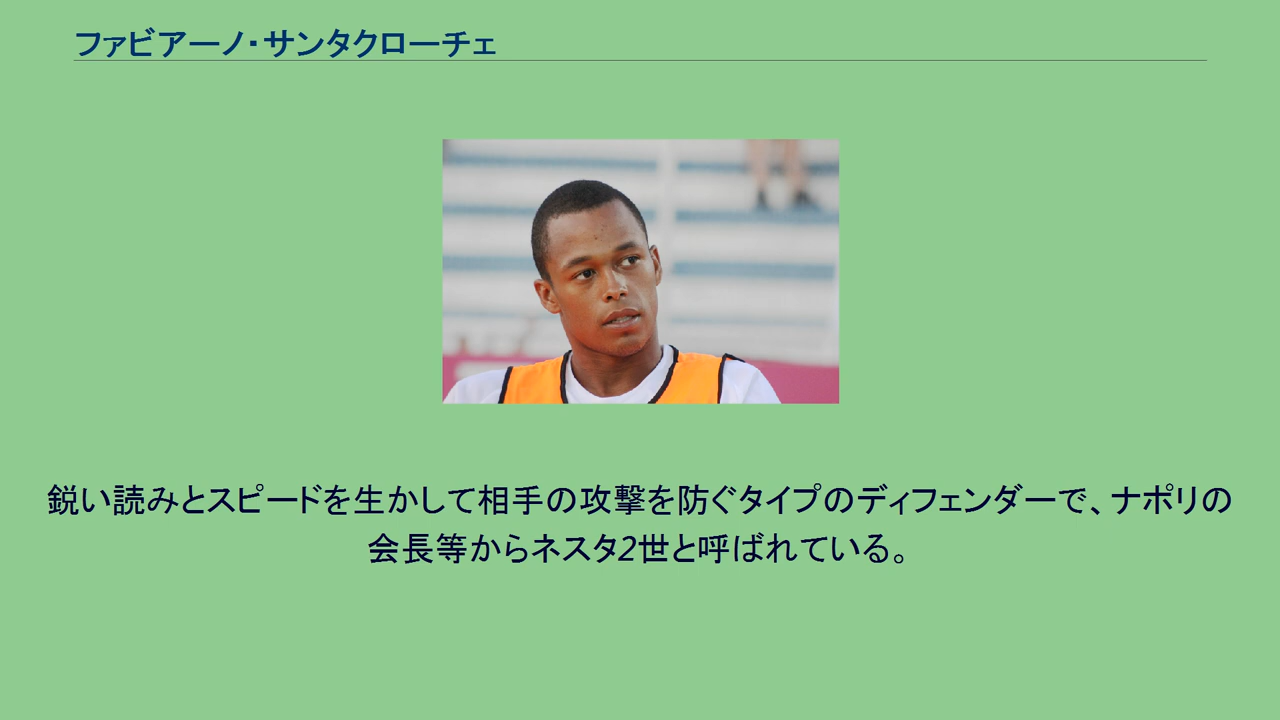 ファビアーノ・サンタクローチェ
鋭い読みとスピードを生かして相手の攻撃を防ぐタイプのディフェンダーで、ナポリの
会長等からネスタ2世と呼ばれている。